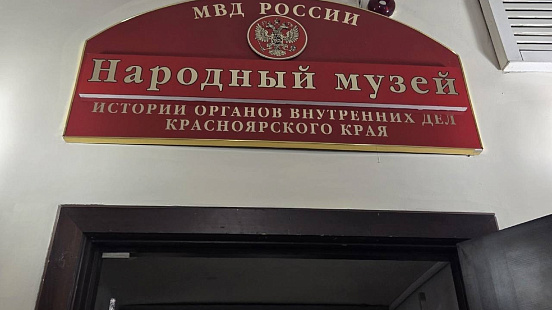 МВД РОССИИ
Народный музей
ИСТОРИИ ОРГАНОВ ВНУТРЕННИХ ДЕЛ
КРАСНОЯРСКОГО КРАЯ